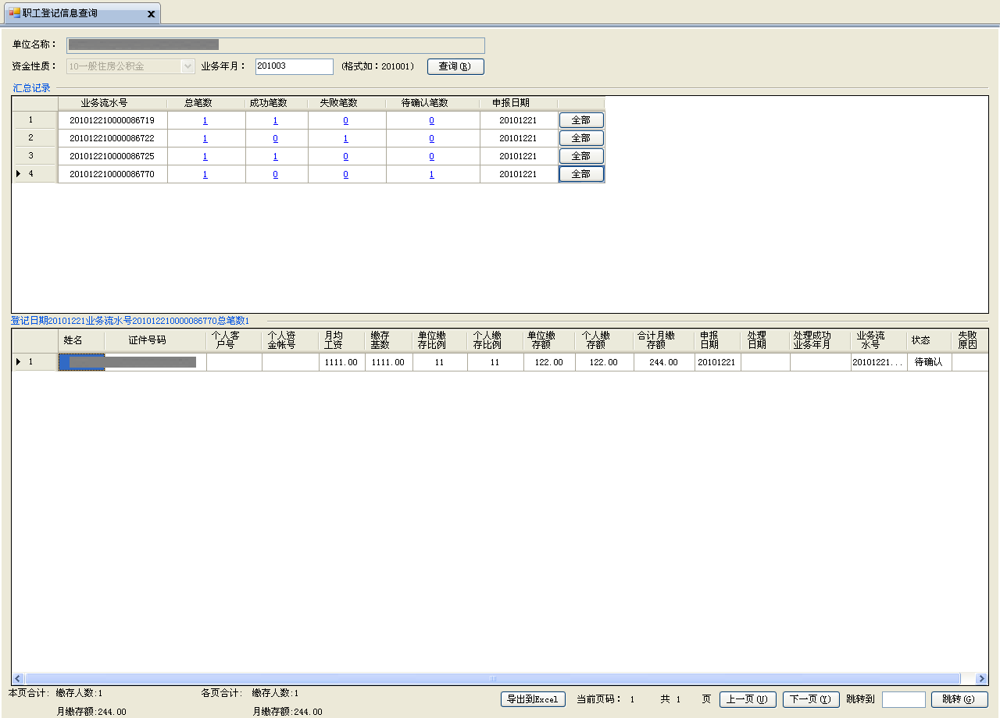 职工登记信息查询 X
单位名称：
资金性质： 10一般住房公积金 业务年月： 201003 (格式如：201001) 查询(R)
汇总记录
业务流水号 总笔数 成功笔数 失败笔数 待确认笔数 申报日期
1 201012210000086719 1 1 0 0 20101221 全部
2 201012210000086722 1 0 1 0 20101221 全部
3 201012210000086725 1 1 0 0 20101221 全部
4 201012210000086770 1 0 0 1 20101221 全部
登记日期20101221业务流水号201012210000086770总笔数1
姓名 证件号码 个人客户号 个人资金帐号 月均工资 缴存基数 单位缴存比例 个人缴存比例 单位缴存额 个人缴存额 合计月缴存额 申报日期 处理日期 处理成功业务年月 业务流水号 状态 失败原因
1 1111.00 1111.00 11 11 122.00 122.00 244.00 20101221 20101221... 待确认
本页合计: 缴存人数:1 各页合计: 缴存人数:1
导出到Excel 当前页码： 1 共 1 页 上一页(U) 下一页(Y) 跳转到 跳转(G)
月缴存额:244.00 月缴存额:244.00